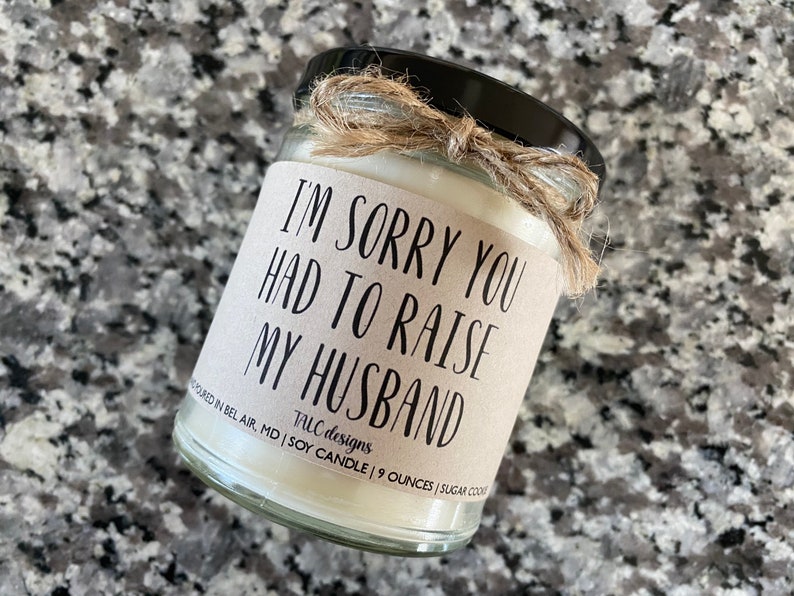 I'M SORRY YOU
HAD TO RAISE
MY HUSBAND
TALC designs
POURED IN BEL AIR, MD | SOY CANDLE | 9 OUNCES | SUGAR COOKIE